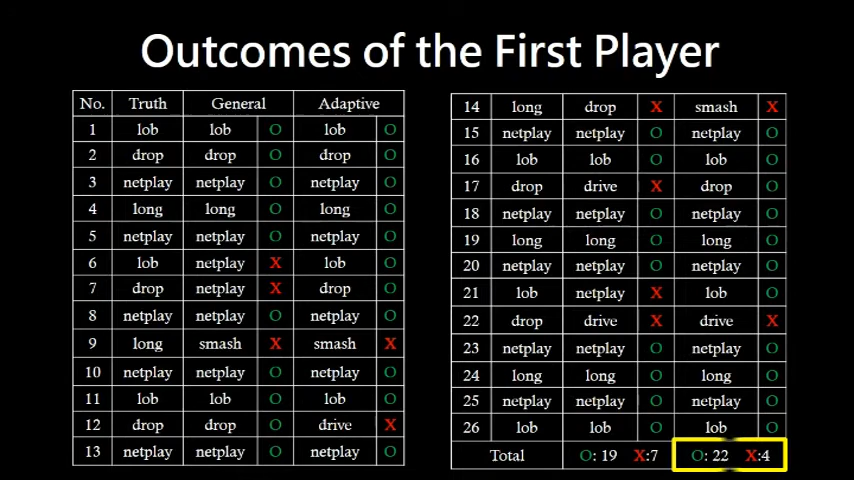 Outcomes of the First Player
No. Truth General Adaptive
1 lob lob O lob O
2 drop drop O drop O
3 netplay netplay O netplay O
4 long long O long O
5 netplay netplay O netplay O
6 lob netplay X lob O
7 drop netplay X drop O
8 netplay netplay O netplay O
9 long smash X smash X
10 netplay netplay O netplay O
11 lob lob O lob O
12 drop drop O drive X
13 netplay netplay O netplay O
14 long drop X smash X
15 netplay netplay O netplay O
16 lob lob O lob O
17 drop drive X drop O
18 netplay netplay O netplay O
19 long long O long O
20 netplay netplay O netplay O
21 lob netplay X lob O
22 drop drive X drive X
23 netplay netplay O netplay O
24 long long O long O
25 netplay netplay O netplay O
26 lob lob O lob O
Total O: 19 X:7 O: 22 X:4